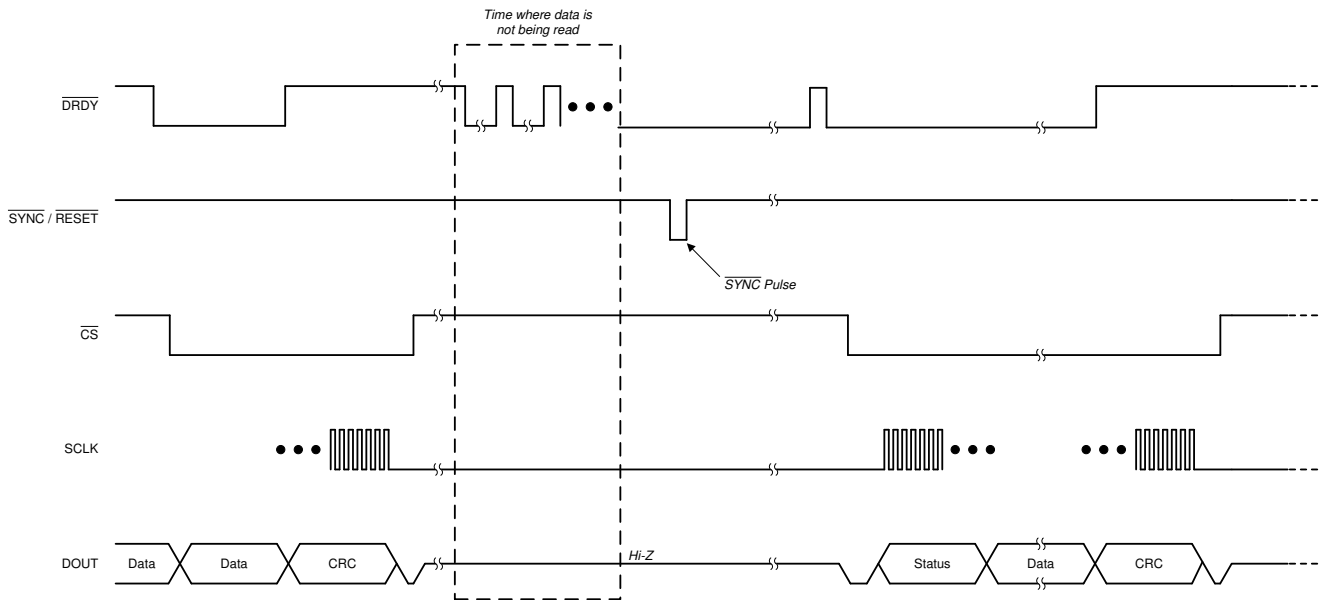 Time where data is
not being read
DRDY
SYNC / RESET
SYNC Pulse
CS
SCLK
DOUT
Data
Data
CRC
Hi-Z
Status
Data
CRC